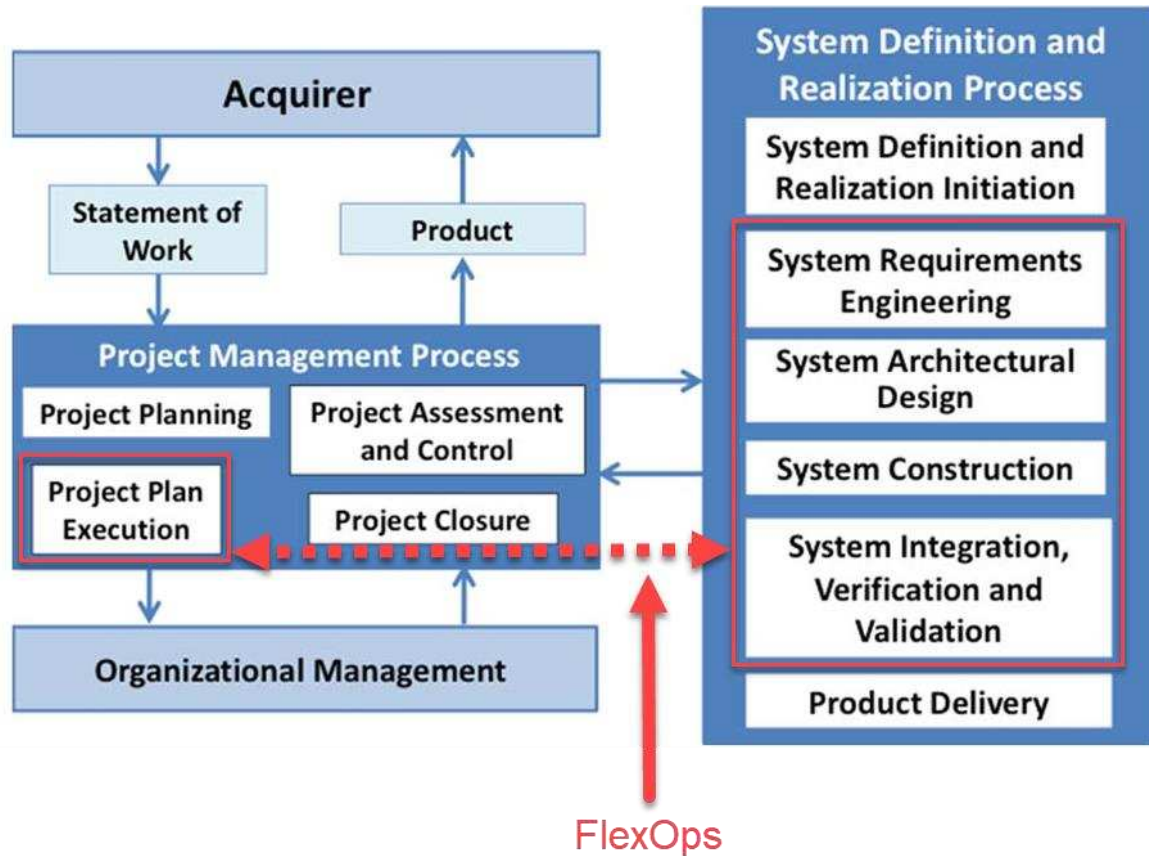 Acquirer
Statement of
Work
Product
Project Management Process
Project Planning
Project Assessment
and Control
Project Plan
Execution
Project Closure
Organizational Management
System Definition and
Realization Process
System Definition and
Realization Initiation
System Requirements
Engineering
System Architectural
Design
System Construction
System Integration,
Verification and
Validation
Product Delivery
FlexOps